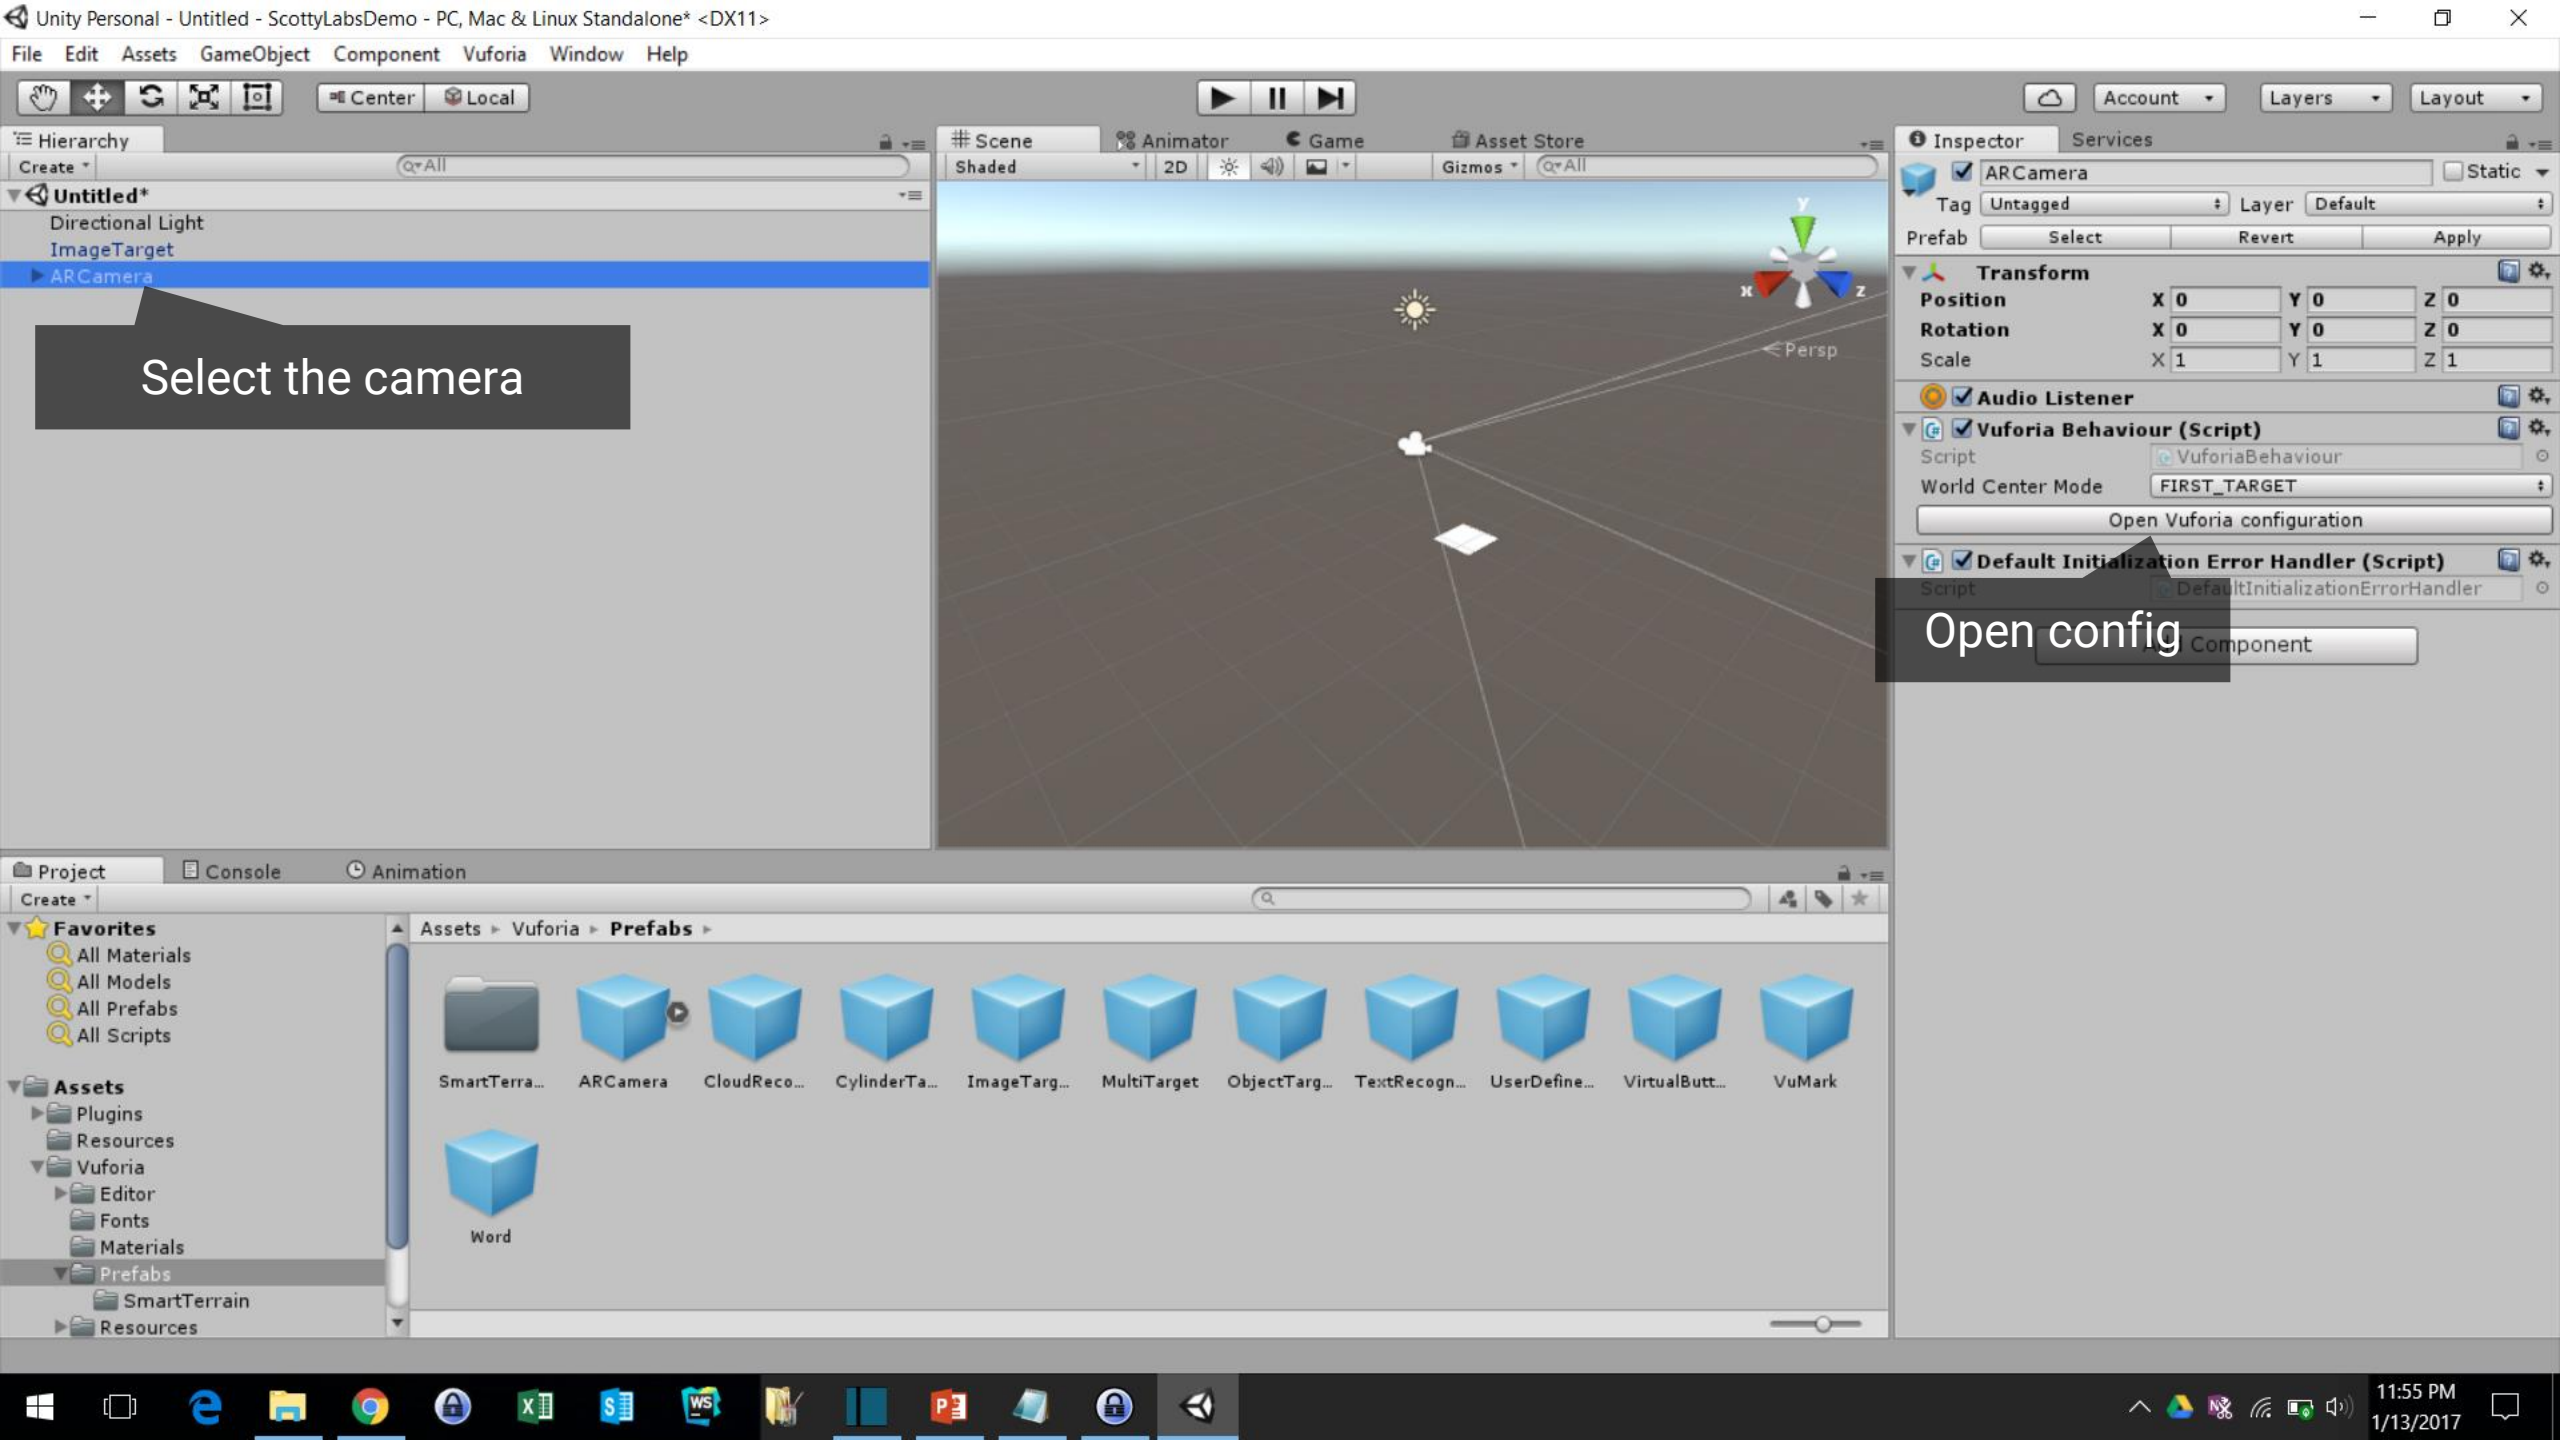 Unity Personal - Untitled - ScottyLabsDemo - PC, Mac & Linux Standalone* <DX11>
File Edit Assets GameObject Component Vuforia Window Help
Center Local Account Layers Layout
Hierarchy
Create All
Untitled*
Directional Light
ImageTarget
ARCamera
Select the camera
Scene Animator Game Asset Store
Shaded 2D Gizmos All
y
x z
Persp
Inspector Services
ARCamera Static
Tag Untagged Layer Default
Prefab Select Revert Apply
Transform
Position X 0 Y 0 Z 0
Rotation X 0 Y 0 Z 0
Scale X 1 Y 1 Z 1
Audio Listener
Vuforia Behaviour (Script)
Script VuforiaBehaviour
World Center Mode FIRST_TARGET
Open Vuforia configuration
Default Initialization Error Handler (Script)
Script DefaultInitializationErrorHandler
Open config
Add Component
Project Console Animation
Create
Favorites
All Materials
All Models
All Prefabs
All Scripts
Assets
Plugins
Resources
Vuforia
Editor
Fonts
Materials
Prefabs
SmartTerrain
Resources
Assets Vuforia Prefabs
SmartTerra... ARCamera CloudReco... CylinderTa... ImageTarg... MultiTarget ObjectTarg... TextRecogn... UserDefine... VirtualButt... VuMark
Word
11:55 PM
1/13/2017